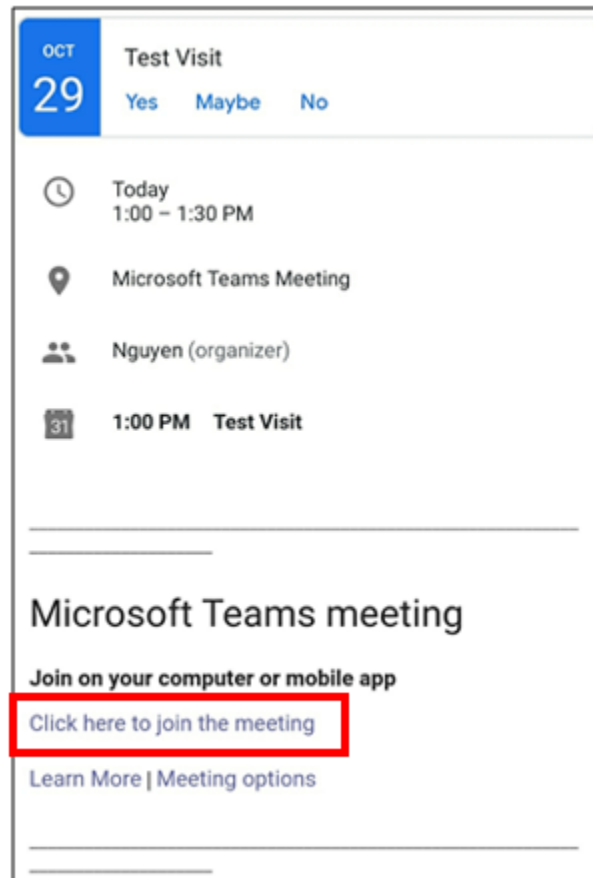 OCT
29
Test Visit
Yes Maybe No
Today
1:00 – 1:30 PM
Microsoft Teams Meeting
Nguyen (organizer)
31
1:00 PM Test Visit
Microsoft Teams meeting
Join on your computer or mobile app
Click here to join the meeting
Learn More | Meeting options